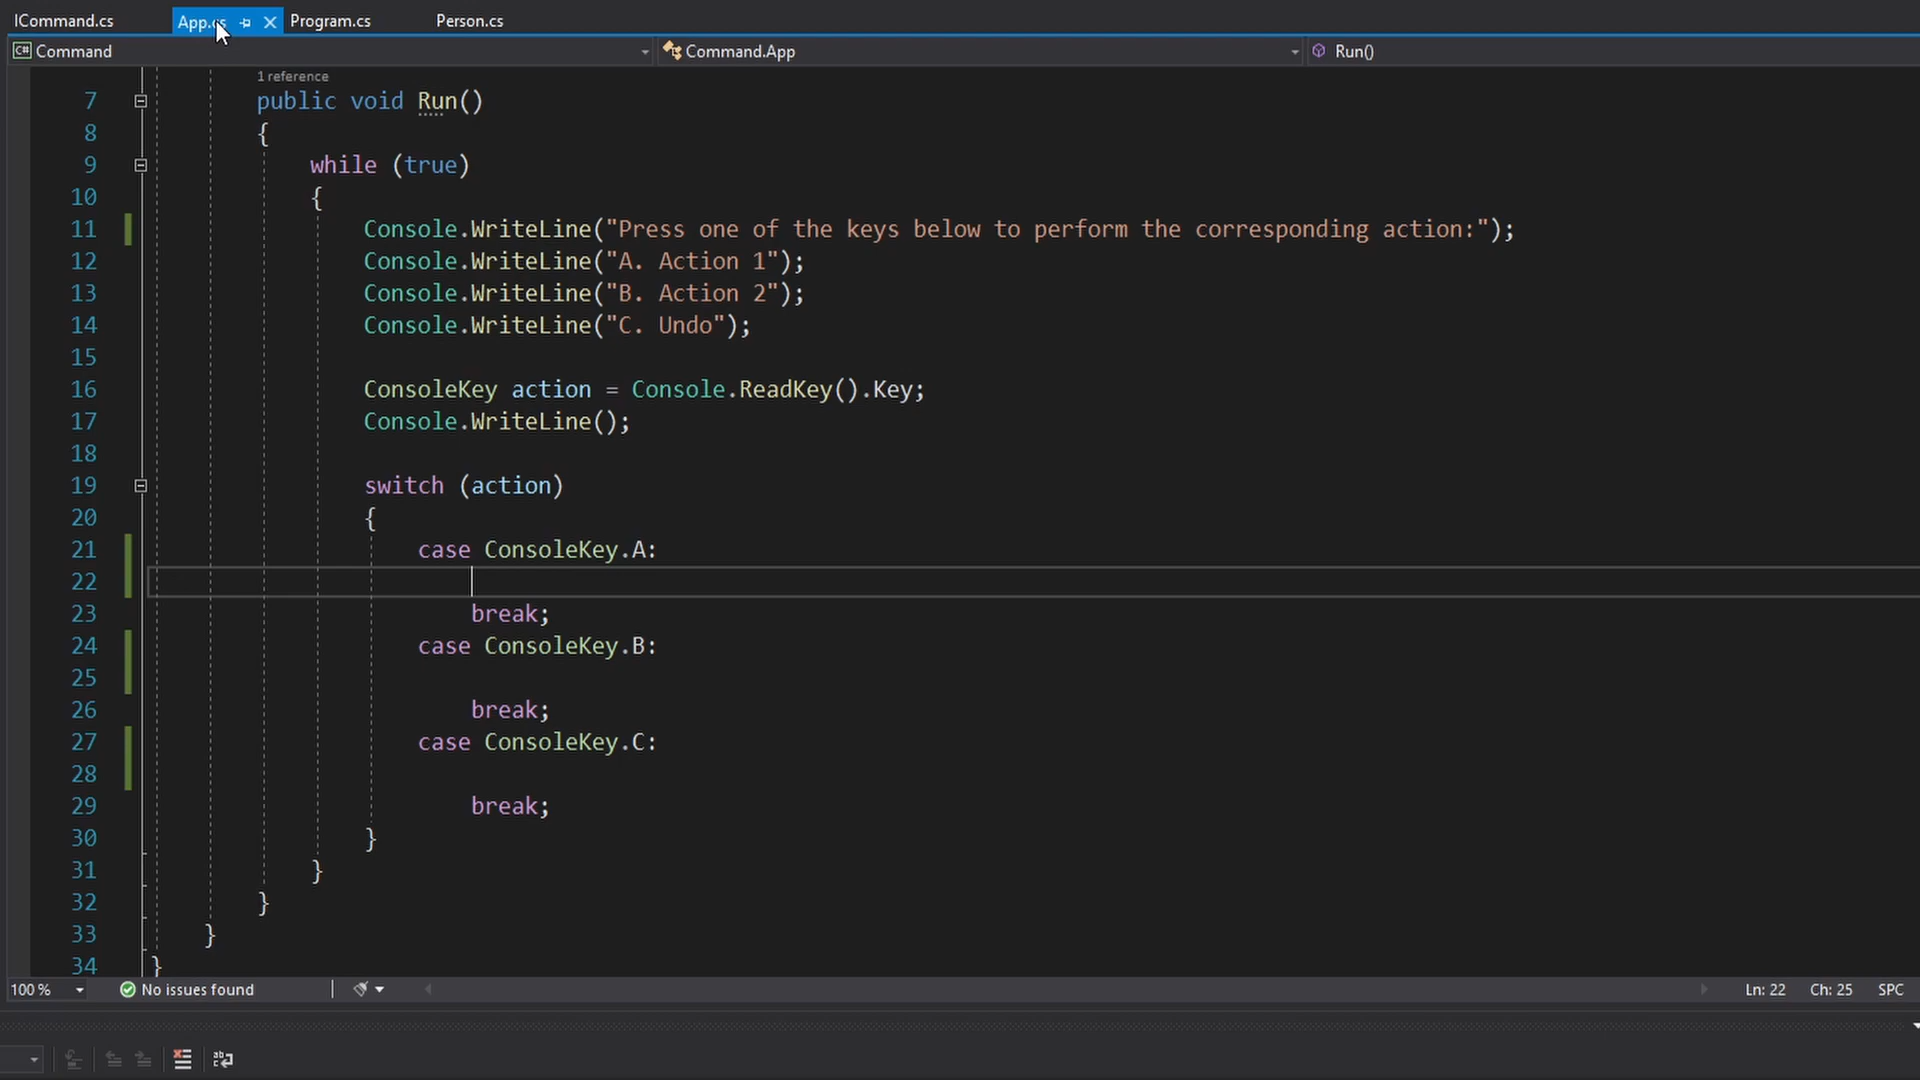 ICommand.cs App.cs Program.cs Person.cs
C# Command Command.App Run()
1 reference
7 public void Run()
8 {
9 while (true)
10 {
11 Console.WriteLine("Press one of the keys below to perform the corresponding action:");
12 Console.WriteLine("A. Action 1");
13 Console.WriteLine("B. Action 2");
14 Console.WriteLine("C. Undo");
15
16 ConsoleKey action = Console.ReadKey().Key;
17 Console.WriteLine();
18
19 switch (action)
20 {
21 case ConsoleKey.A:
22
23 break;
24 case ConsoleKey.B:
25
26 break;
27 case ConsoleKey.C:
28
29 break;
30 }
31 }
32 }
33 }
34 }
100 % No issues found Ln: 22 Ch: 25 SPC